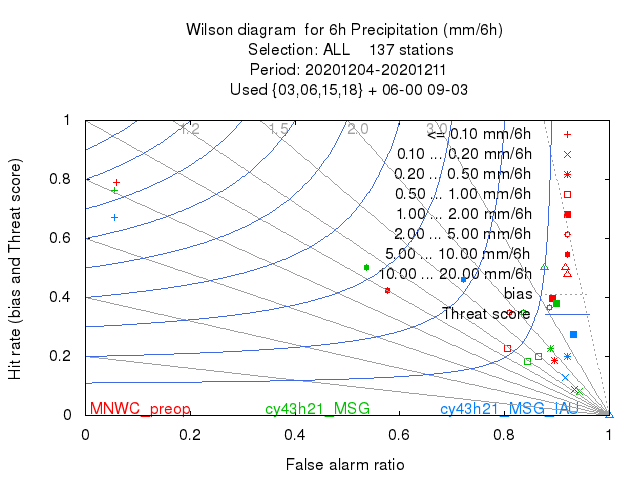 Wilson diagram for 6h Precipitation (mm/6h)
Selection: ALL 137 stations
Period: 20201204-20201211
Used {03,06,15,18} + 06-00 09-03
Hit rate (bias and Threat score)
1
0.8
0.6
0.4
0.2
0
1.2 1.5 2.0 3.0
<= 0.10 mm/6h
0.10 ... 0.20 mm/6h
0.20 ... 0.50 mm/6h
0.50 ... 1.00 mm/6h
1.00 ... 2.00 mm/6h
2.00 ... 5.00 mm/6h
5.00 ... 10.00 mm/6h
10.00 ... 20.00 mm/6h
bias
Threat score
MNWC_preop cy43h21_MSG cy43h21_MSG_IAU
0 0.2 0.4 0.6 0.8 1
False alarm ratio